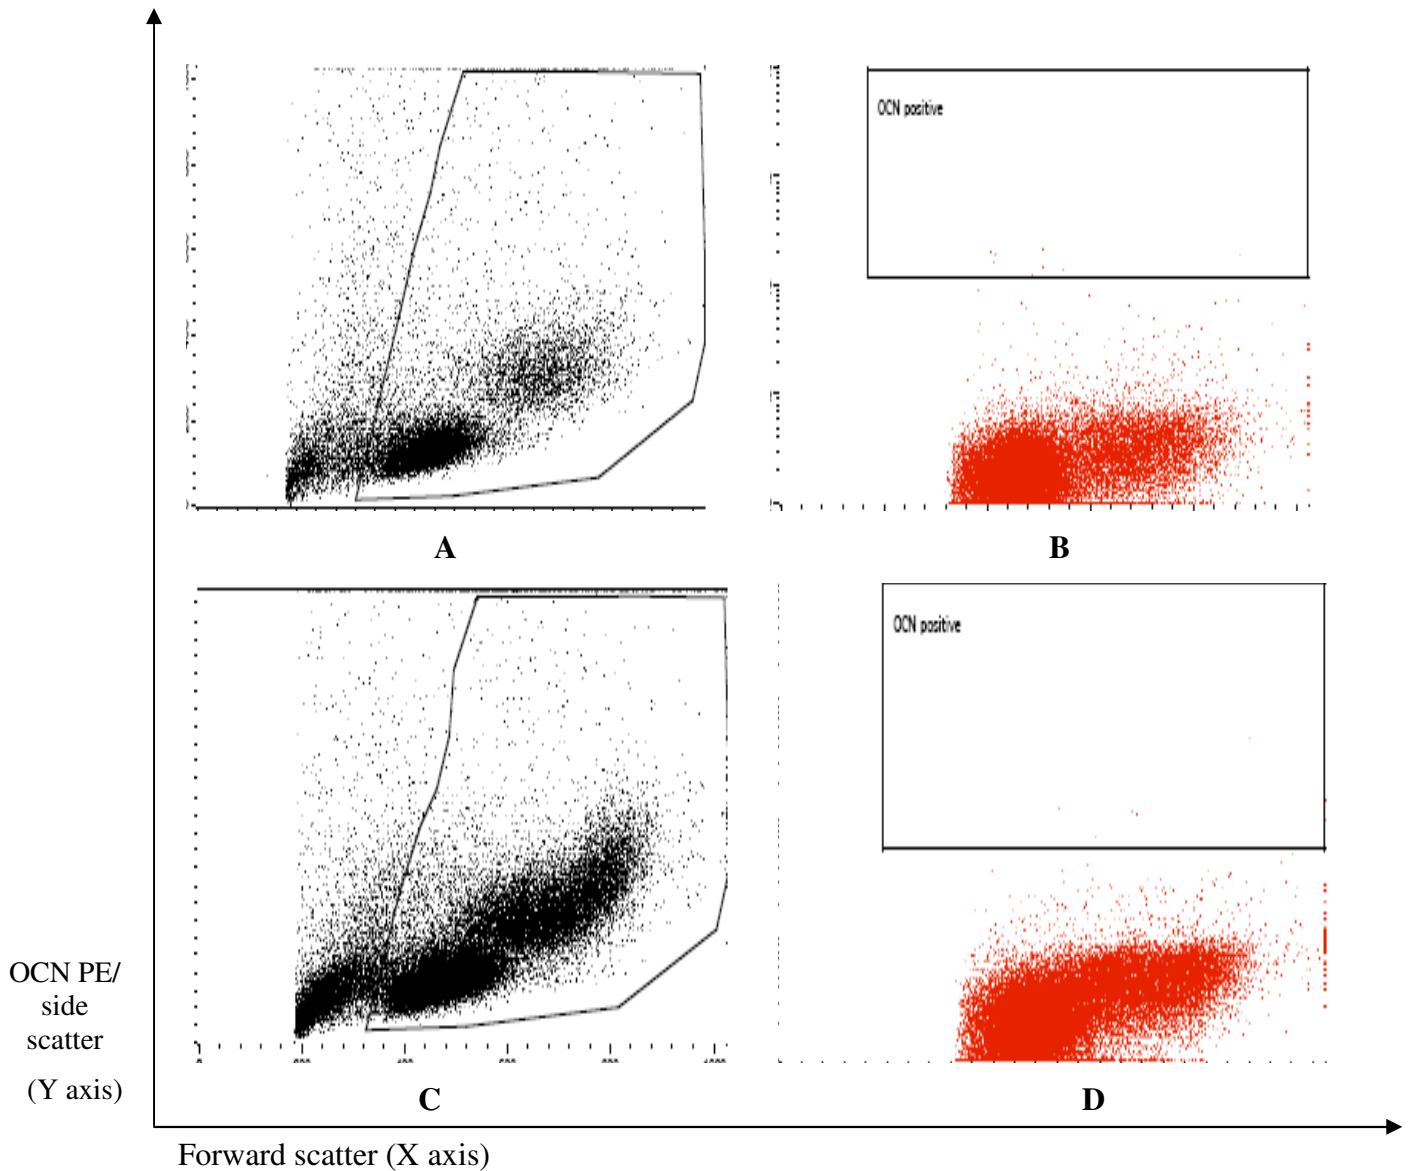 OCN positive
A
B
OCN positive
C
D
OCN PE/
side
scatter
(Y axis)
Forward scatter (X axis)